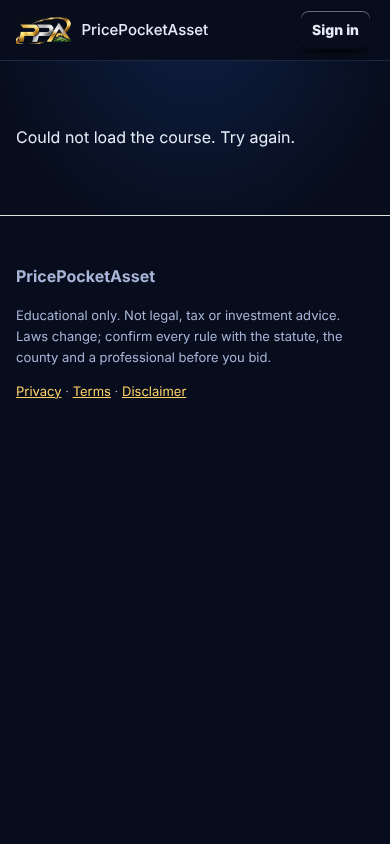 PPA PricePocketAsset Sign in
Could not load the course. Try again.
PricePocketAsset
Educational only. Not legal, tax or investment advice.
Laws change; confirm every rule with the statute, the
county and a professional before you bid.
Privacy · Terms · Disclaimer